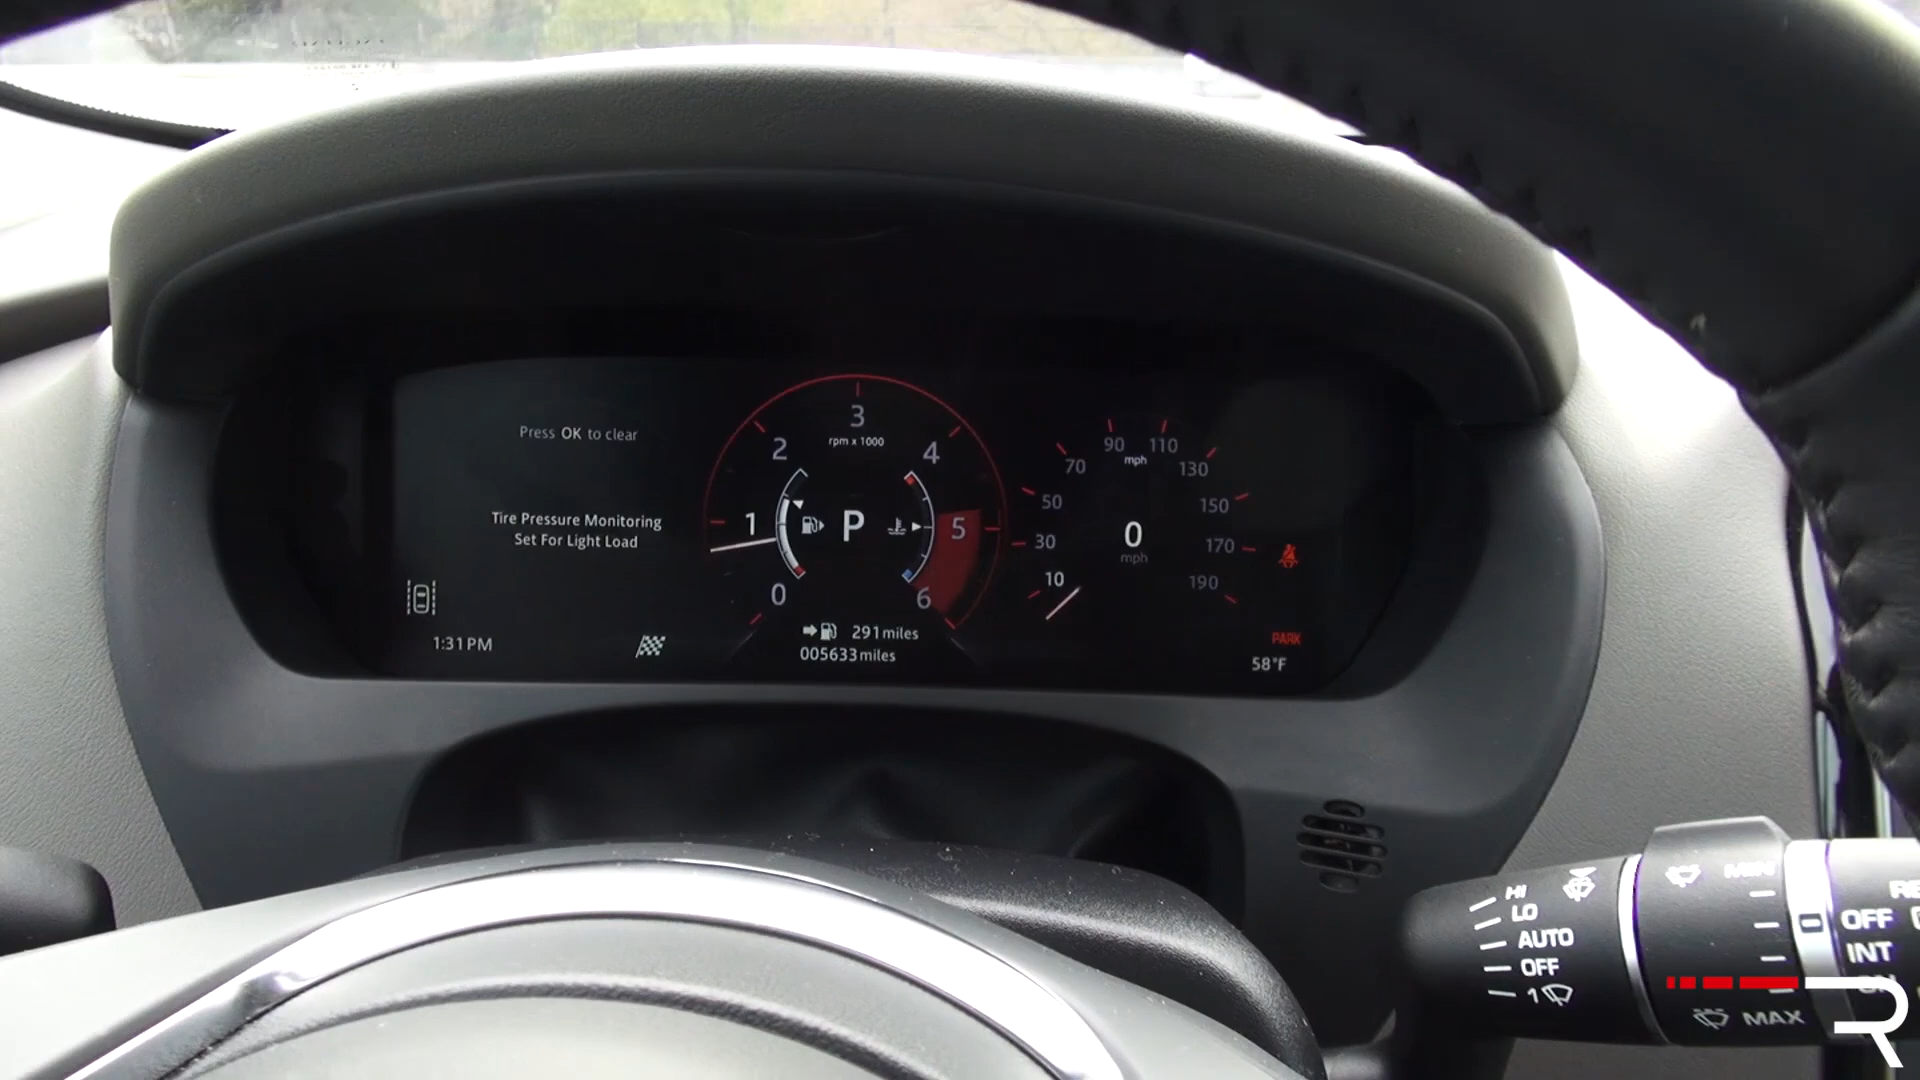 Press OK to clear
Tire Pressure Monitoring
Set For Light Load
1:31 PM
0
1
2
3
4
5
6
rpm x 1000
P
291 miles
005633 miles
10
30
50
70
90
110
130
150
170
190
mph
0
mph
PARK
58°F
HI
LO
AUTO
OFF
1
MIN
MAX
OFF
INT
R